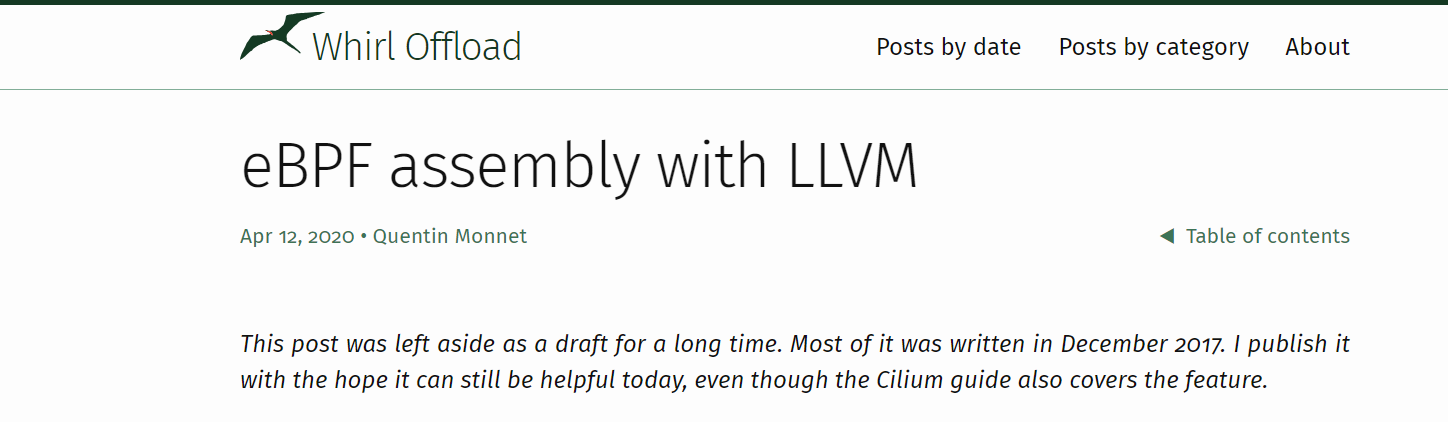 Whirl Offload
Posts by date
Posts by category
About
eBPF assembly with LLVM
Apr 12, 2020 • Quentin Monnet
◀ Table of contents
This post was left aside as a draft for a long time. Most of it was written in December 2017. I publish it
with the hope it can still be helpful today, even though the Cilium guide also covers the feature.